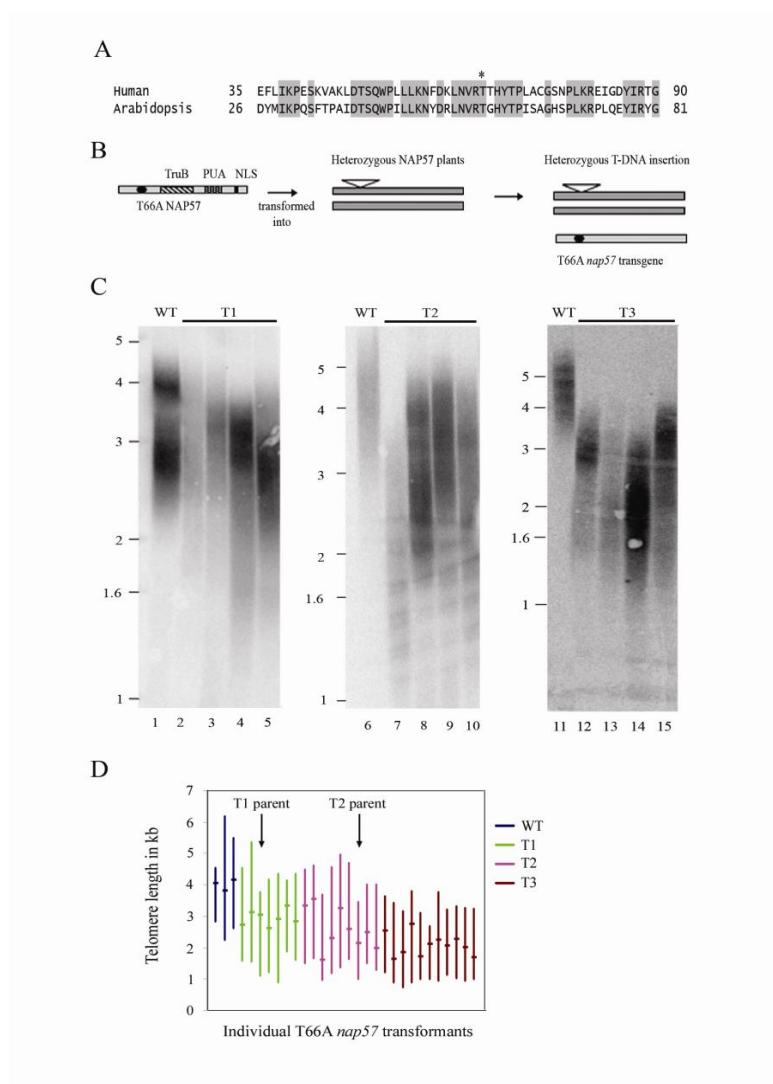 A
*
Human 35 EFLIKPESKVAKLDTSQWPLLLKNFDKLNVRTTHYTPLACGSNPLKREIGDYIRTG 90
Arabidopsis 26 DYMIKPQSFTPAIDTSQWPILLKNYDRLNVRTGHYTPISAGHSPLKRPLQEYIRYG 81
B
TruB PUA NLS
T66A NAP57
transformed
into
Heterozygous NAP57 plants
Heterozygous T-DNA insertion
T66A nap57 transgene
C
WT T1
5
4
3
2
1.6
1
1 2 3 4 5
WT T2
5
4
3
2
1.6
1
6 7 8 9 10
WT T3
5
4
3
2
1.6
1
11 12 13 14 15
D
Telomere length in kb
7
6
5
4
3
2
1
0
T1 parent T2 parent
WT
T1
T2
T3
Individual T66A nap57 transformants